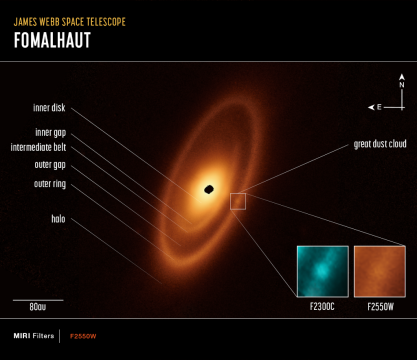 JAMES WEBB SPACE TELESCOPE
FOMALHAUT
N
E
inner disk
inner gap
intermediate belt
outer gap
outer ring
halo
great dust cloud
80au
F2300C
F2550W
MIRI Filters | F2550W